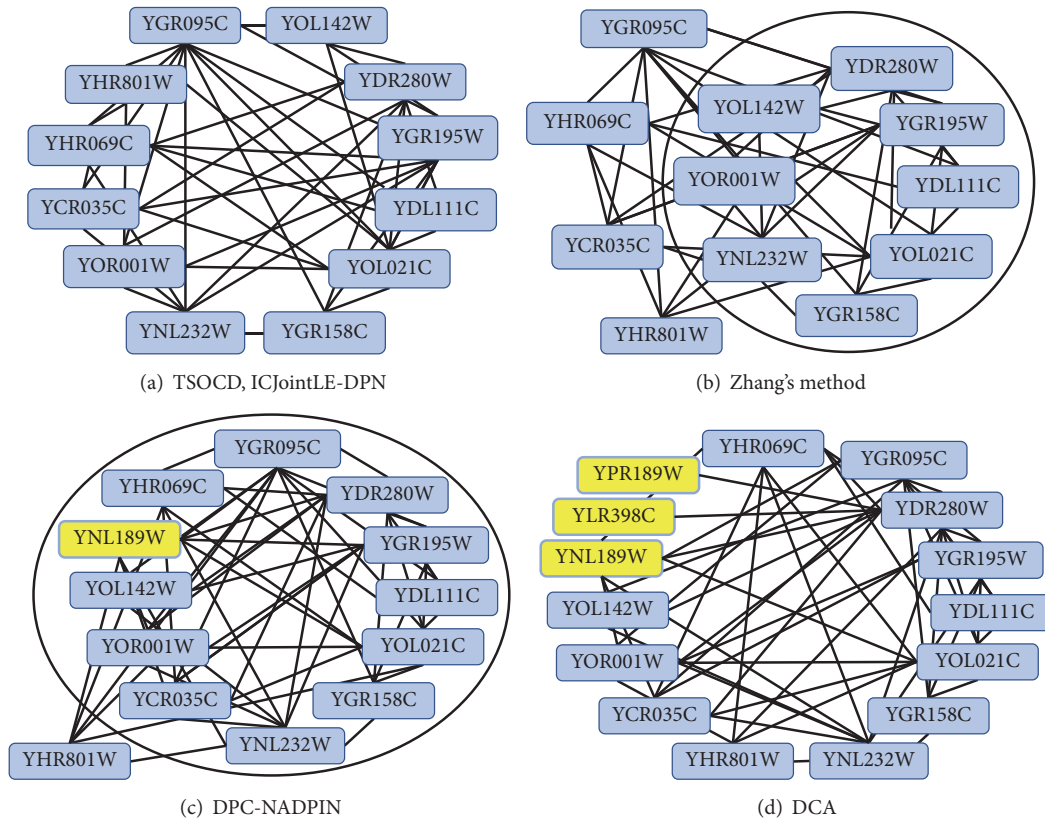 YGR095C YOL142W
YHR801W YDR280W
YHR069C YGR195W
YCR035C YDL111C
YOR001W YOL021C
YNL232W YGR158C
(a) TSOCD, ICJointLE-DPN
YGR095C
YDR280W
YOL142W
YHR069C YGR195W
YOR001W YDL111C
YCR035C YNL232W YOL021C
YGR158C
YHR801W
(b) Zhang's method
YGR095C
YHR069C YDR280W
YNL189W YGR195W
YOL142W YDL111C
YOR001W YOL021C
YCR035C YGR158C
YHR801W YNL232W
(c) DPC-NADPIN
YHR069C YGR095C
YPR189W
YLR398C YDR280W
YNL189W YGR195W
YOL142W YDL111C
YOR001W YOL021C
YCR035C YGR158C
YHR801W YNL232W
(d) DCA